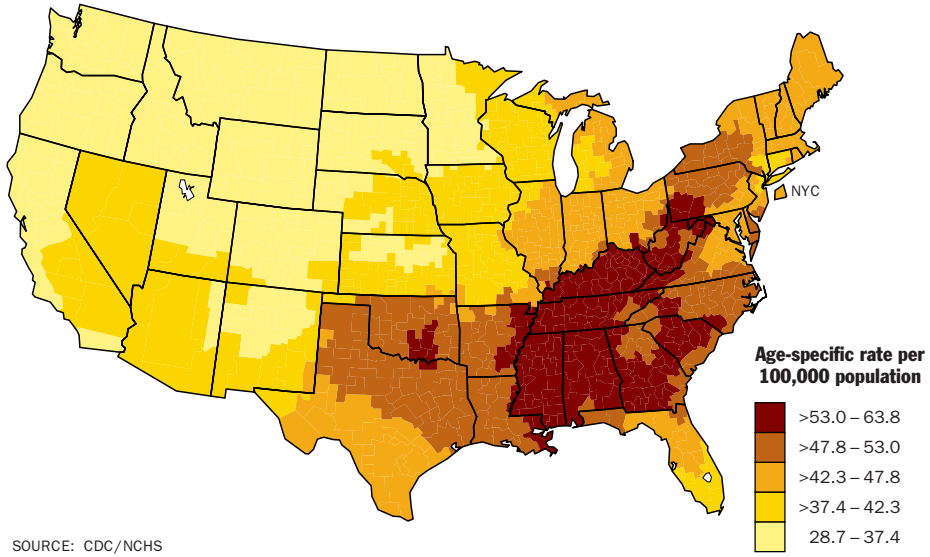 NYC
Age-specific rate per
100,000 population
>53.0 – 63.8
>47.8 – 53.0
>42.3 – 47.8
>37.4 – 42.3
28.7 – 37.4
SOURCE: CDC/NCHS